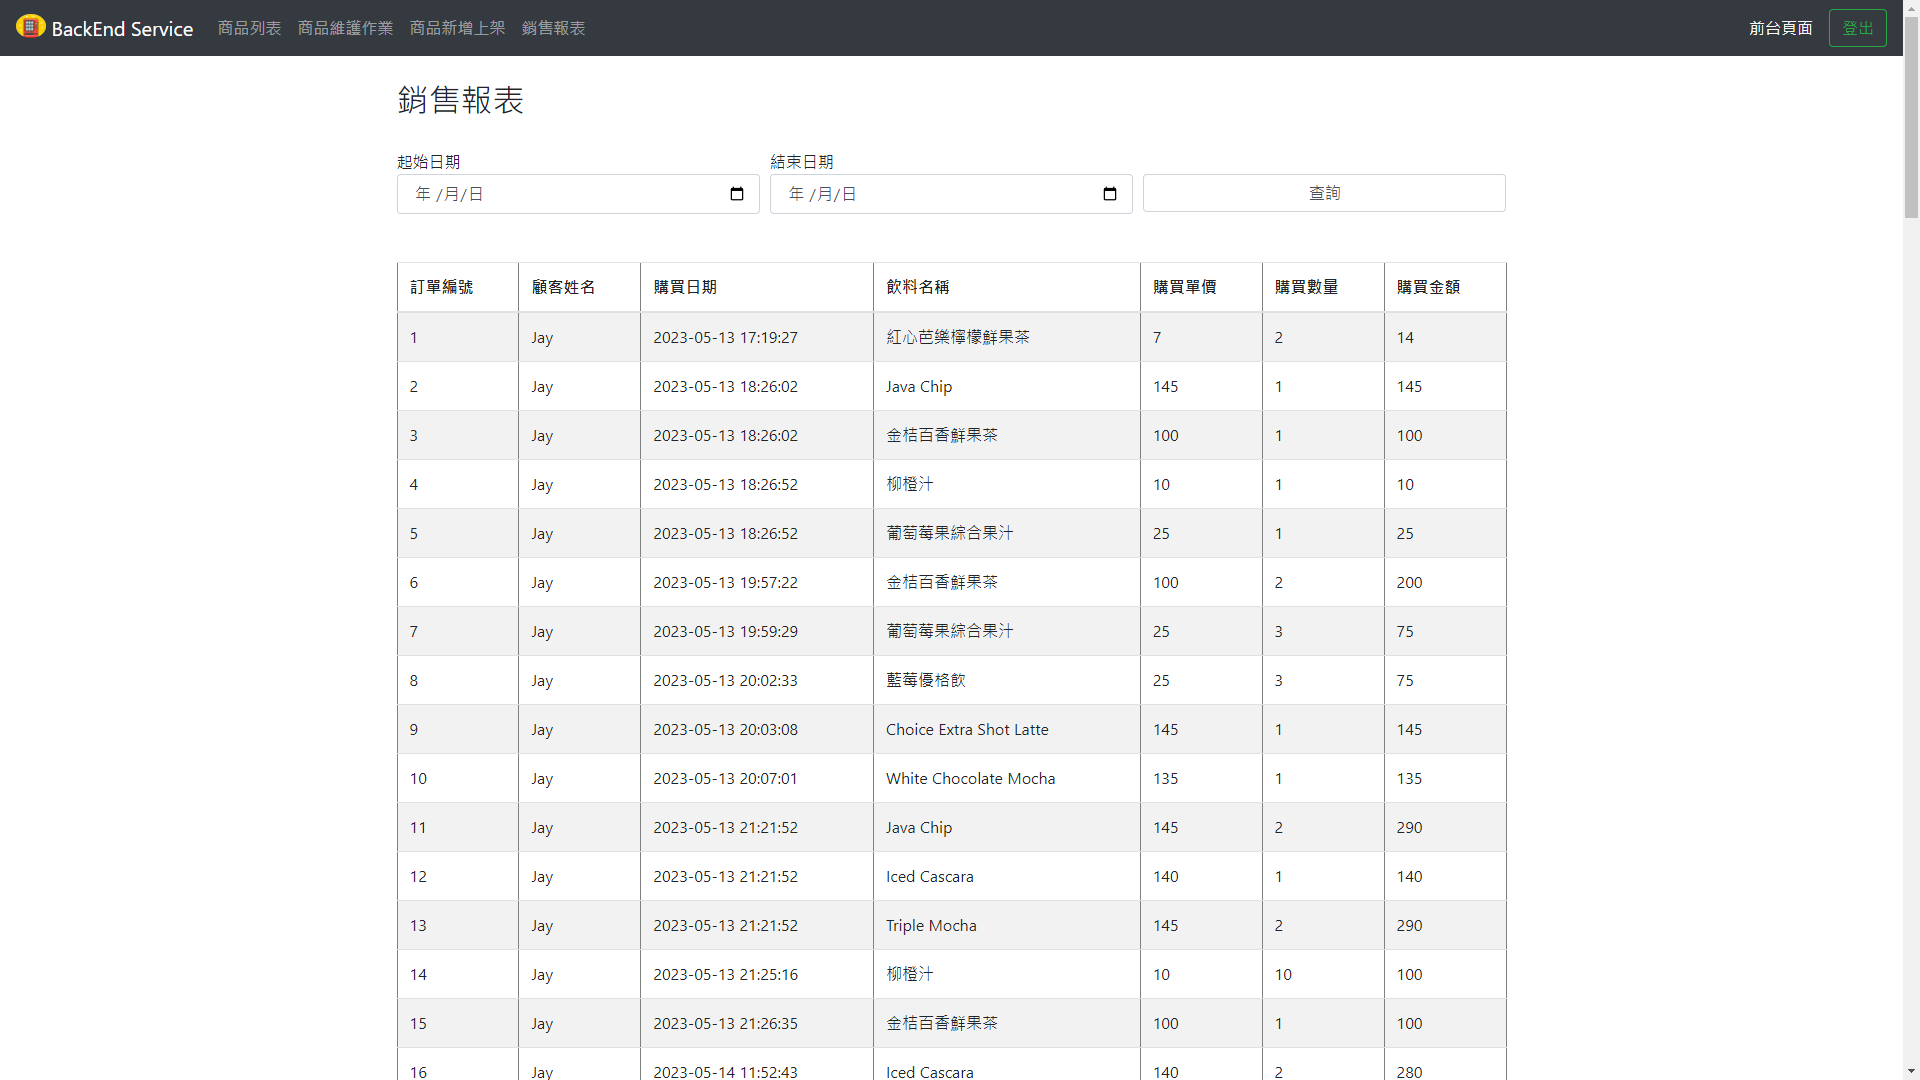 BackEnd Service 商品列表 商品維護作業 商品新增上架 銷售報表 前台頁面 登出
銷售報表
起始日期 結束日期
年 /月/日 年 /月/日 查詢
訂單編號 顧客姓名 購買日期 飲料名稱 購買單價 購買數量 購買金額
1 Jay 2023-05-13 17:19:27 紅心芭樂檸檬鮮果茶 7 2 14
2 Jay 2023-05-13 18:26:02 Java Chip 145 1 145
3 Jay 2023-05-13 18:26:02 金桔百香鮮果茶 100 1 100
4 Jay 2023-05-13 18:26:52 柳橙汁 10 1 10
5 Jay 2023-05-13 18:26:52 葡萄莓果綜合果汁 25 1 25
6 Jay 2023-05-13 19:57:22 金桔百香鮮果茶 100 2 200
7 Jay 2023-05-13 19:59:29 葡萄莓果綜合果汁 25 3 75
8 Jay 2023-05-13 20:02:33 藍莓優格飲 25 3 75
9 Jay 2023-05-13 20:03:08 Choice Extra Shot Latte 145 1 145
10 Jay 2023-05-13 20:07:01 White Chocolate Mocha 135 1 135
11 Jay 2023-05-13 21:21:52 Java Chip 145 2 290
12 Jay 2023-05-13 21:21:52 Iced Cascara 140 1 140
13 Jay 2023-05-13 21:21:52 Triple Mocha 145 2 290
14 Jay 2023-05-13 21:25:16 柳橙汁 10 10 100
15 Jay 2023-05-13 21:26:35 金桔百香鮮果茶 100 1 100
16 Jay 2023-05-14 11:52:43 Iced Cascara 140 2 280